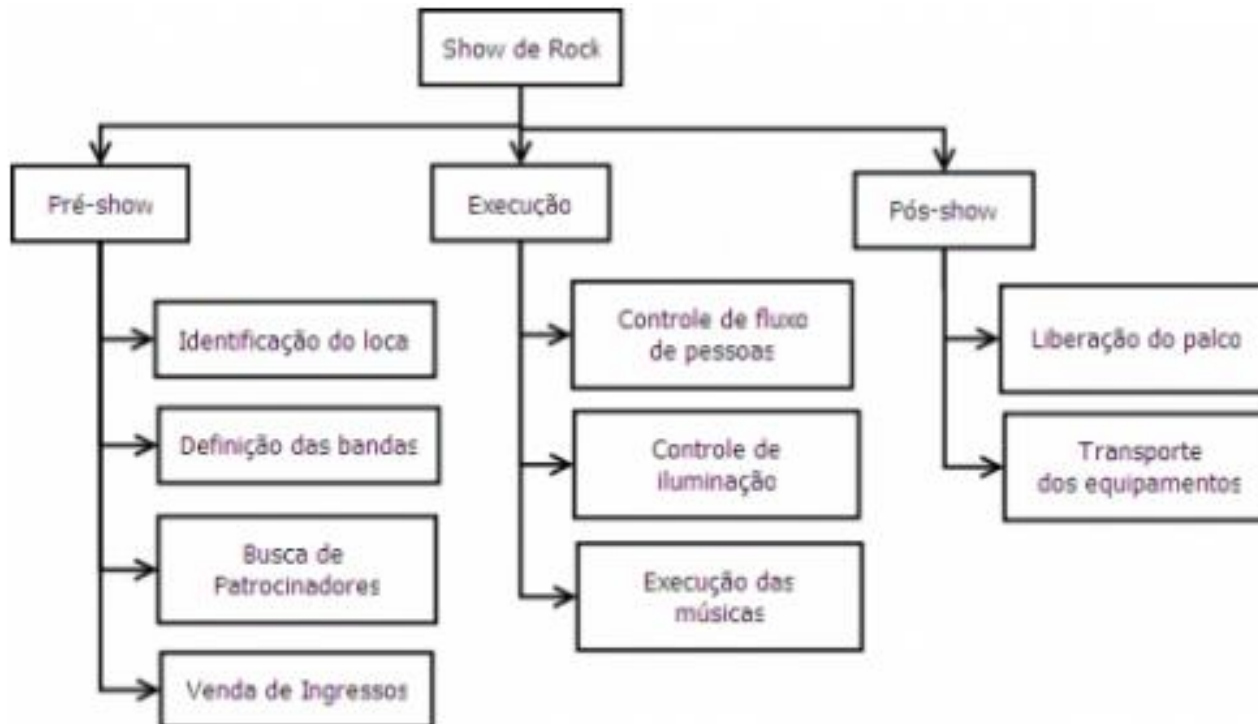 Show de Rock
Pré-show
Execução
Pós-show
Identificação do loca
Definição das bandas
Busca de
Patrocinadores
Venda de Ingressos
Controle de fluxo
de pessoas
Controle de
iluminação
Execução das
músicas
Liberação do palco
Transporte
dos equipamentos